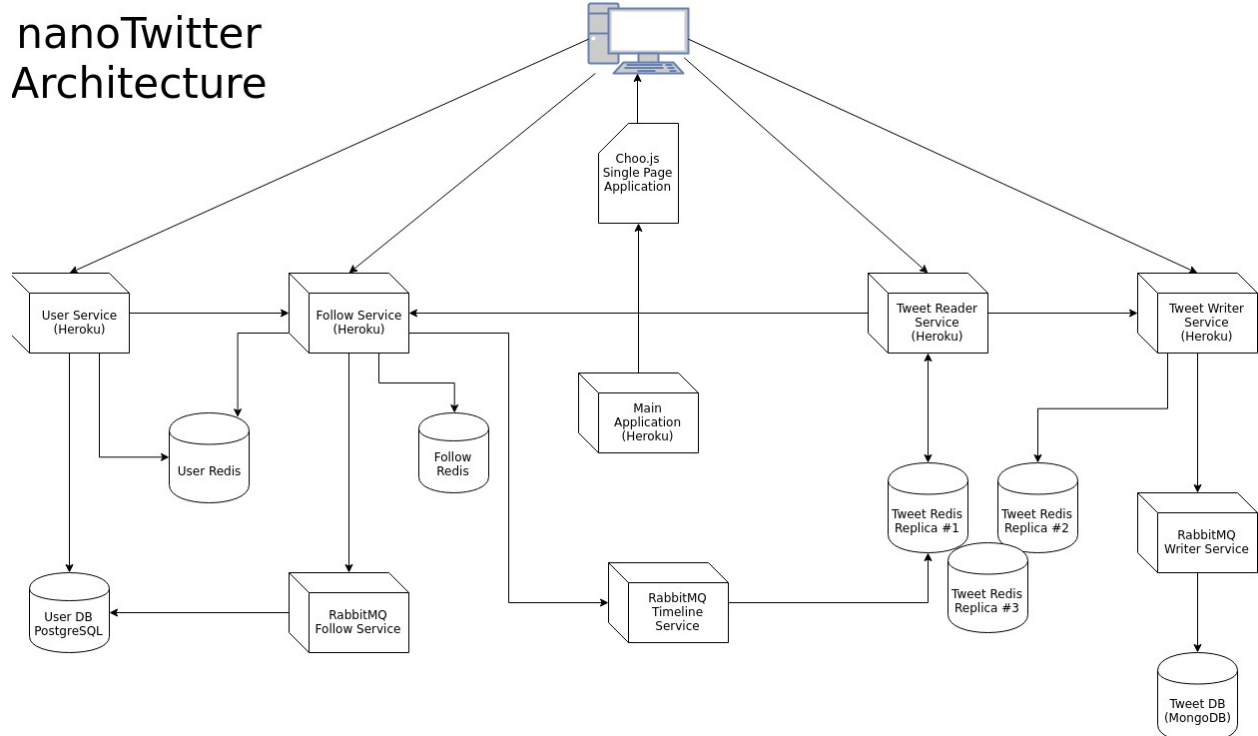 nanoTwitter
Architecture
Choo.js
Single Page
Application
User Service
(Heroku)
Follow Service
(Heroku)
Tweet Reader
Service
(Heroku)
Tweet Writer
Service
(Heroku)
Main
Application
(Heroku)
User Redis
Follow
Redis
Tweet Redis
Replica #1
Tweet Redis
Replica #2
Tweet Redis
Replica #3
RabbitMQ
Writer Service
User DB
PostgreSQL
RabbitMQ
Follow Service
RabbitMQ
Timeline
Service
Tweet DB
(MongoDB)